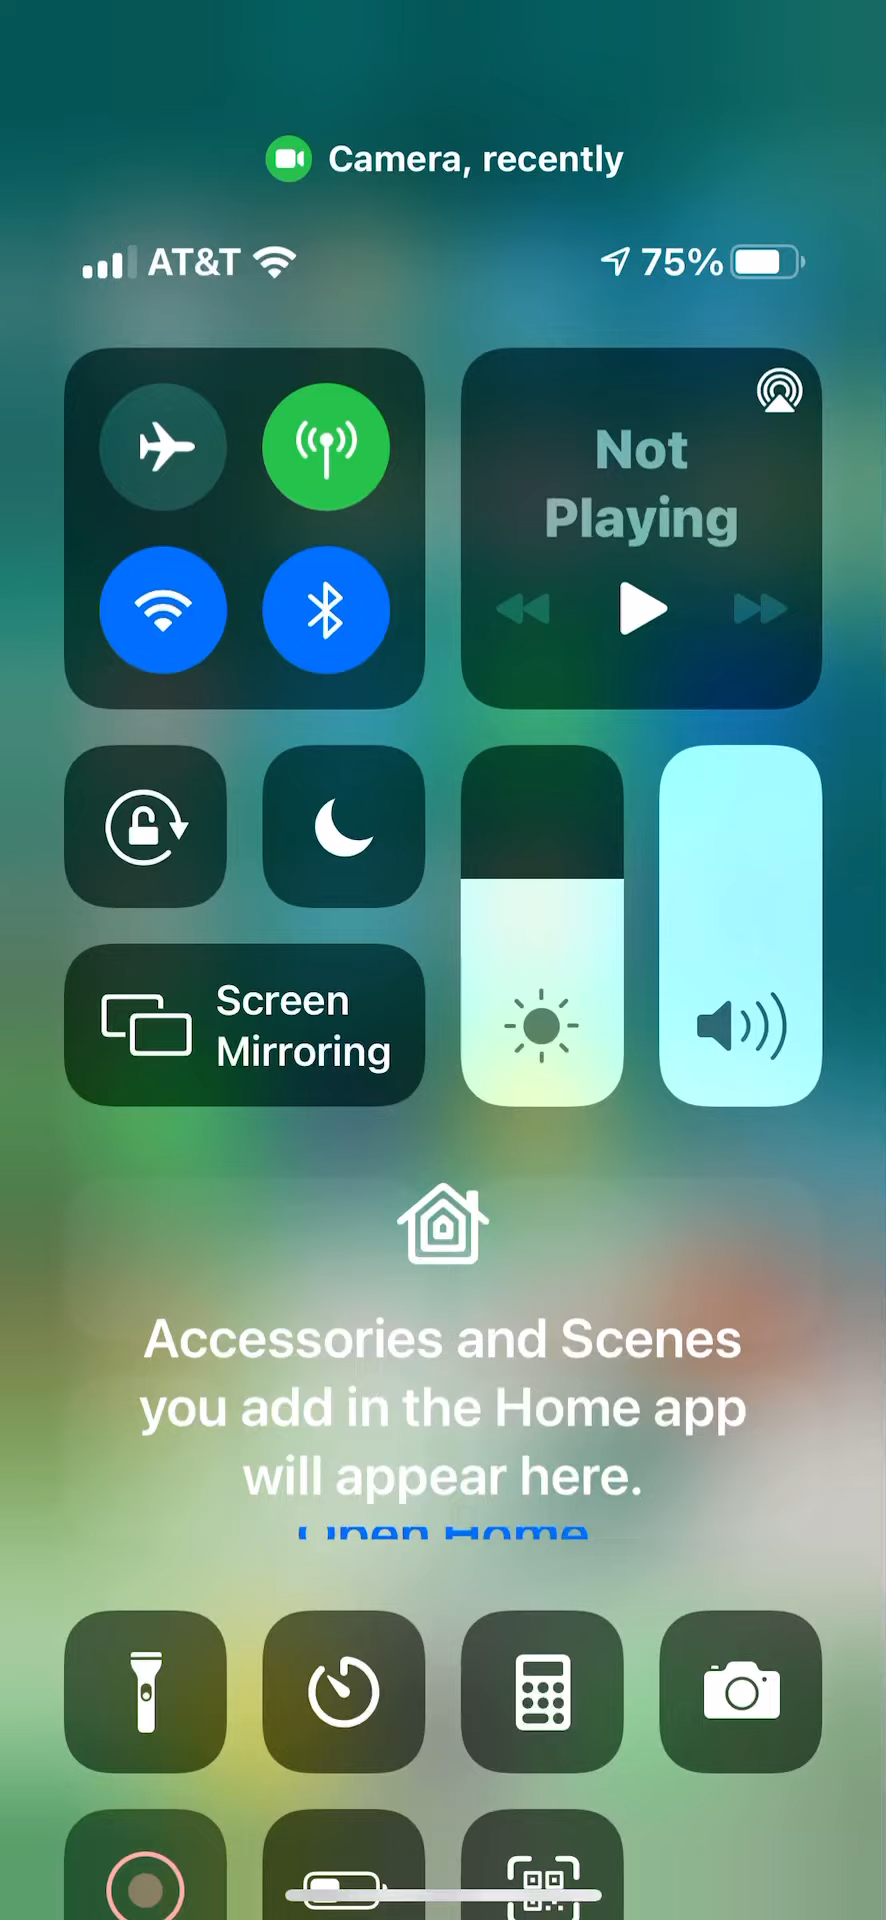 Camera, recently
AT&T 75%
Not
Playing
Screen
Mirroring
Accessories and Scenes
you add in the Home app
will appear here.
Open Home